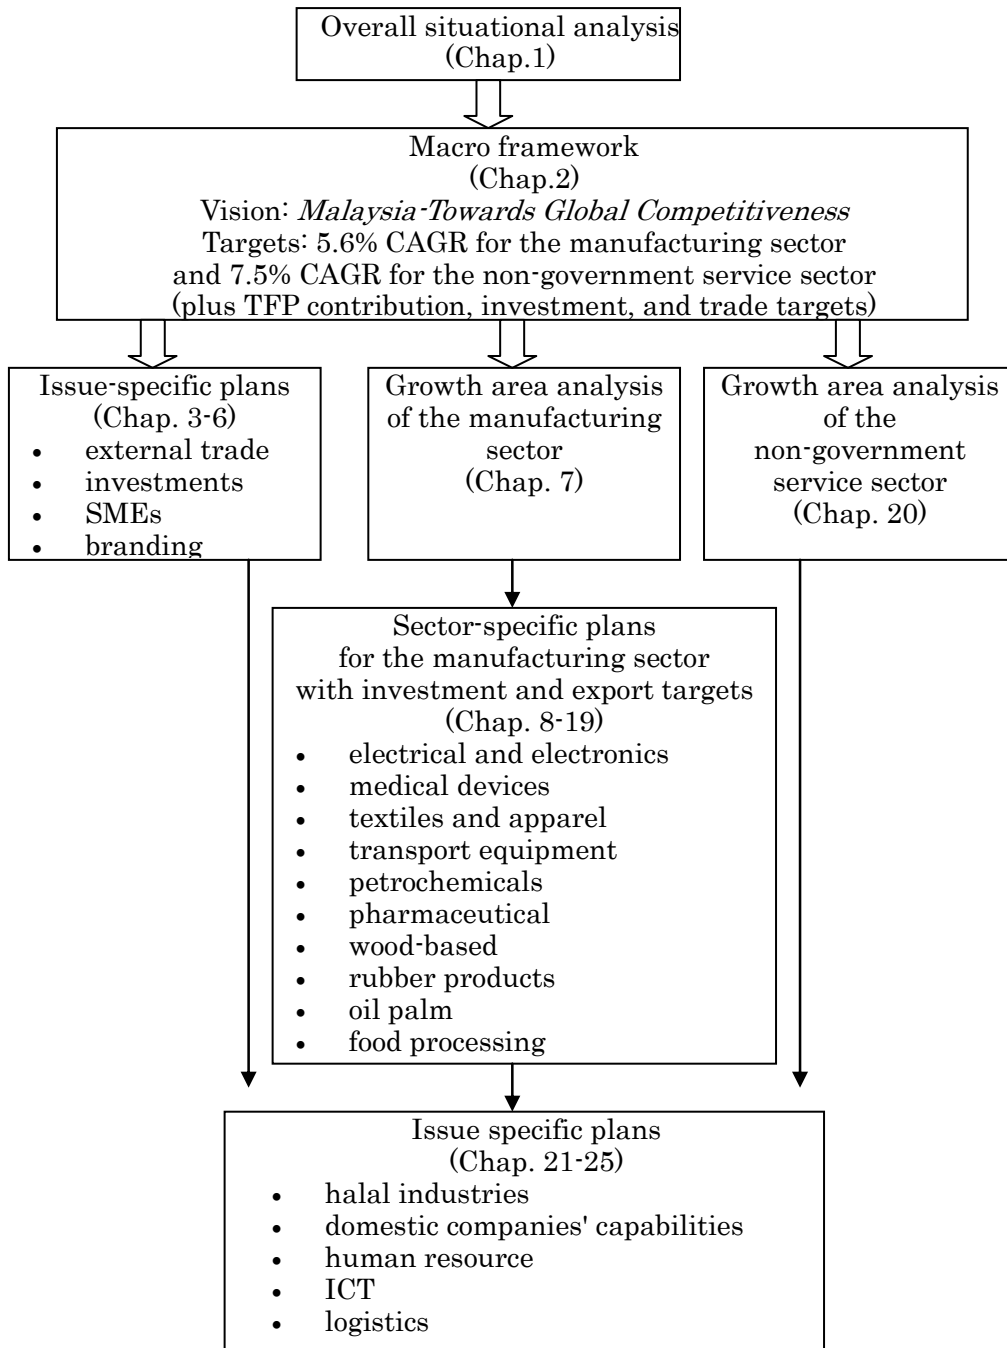 Overall situational analysis
(Chap.1)
Macro framework
(Chap.2)
Vision: Malaysia-Towards Global Competitiveness
Targets: 5.6% CAGR for the manufacturing sector
and 7.5% CAGR for the non-government service sector
(plus TFP contribution, investment, and trade targets)
Issue-specific plans
(Chap. 3-6)
• external trade
• investments
• SMEs
• branding
Growth area analysis
of the manufacturing
sector
(Chap. 7)
Growth area analysis
of the
non-government
service sector
(Chap. 20)
Sector-specific plans
for the manufacturing sector
with investment and export targets
(Chap. 8-19)
• electrical and electronics
• medical devices
• textiles and apparel
• transport equipment
• petrochemicals
• pharmaceutical
• wood-based
• rubber products
• oil palm
• food processing
Issue specific plans
(Chap. 21-25)
• halal industries
• domestic companies' capabilities
• human resource
• ICT
• logistics